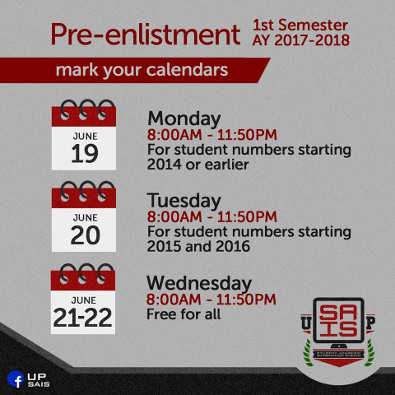 Pre-enlistment
1st Semester
AY 2017-2018
mark your calendars
JUNE
19
Monday
8:00AM - 11:50PM
For student numbers starting
2014 or earlier
JUNE
20
Tuesday
8:00AM - 11:50PM
For student numbers starting
2015 and 2016
JUNE
21-22
Wednesday
8:00AM - 11:50PM
Free for all
U SA P
IS
STUDENT ACADEMIC
INFORMATION SYSTEM
f UP
SAIS